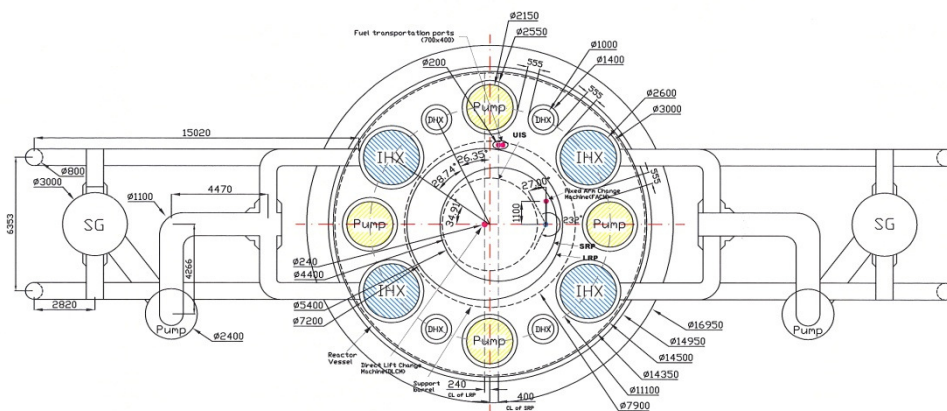 Ø2150
Fuel transportation ports
(700x400)
Ø2550
Ø200
555
Ø1000
Ø1400
555
Ø2600
Ø3000
15020
Pump
DHX
DHX
UIS
IHX
IHX
26.35°
28.74°
34.91°
27.00°
555
Fixed Arm Change
Machine(FACM)
Ø800
Ø3000
Ø1100
4470
6353
SG
Pump
1100
232°
Pump
SG
SRP
LRP
4266
Ø240
Ø4400
IHX
IHX
2820
Ø5400
Ø7200
Pump
Ø2400
DHX
DHX
Pump
Pump
Ø16950
Ø14950
Ø14500
Ø14350
Ø11100
Ø7900
Reactor
Vessel
Direct Lift Change
Machine(DLCM)
Support
barrel
240
CL of LRP
400
CL of SRP